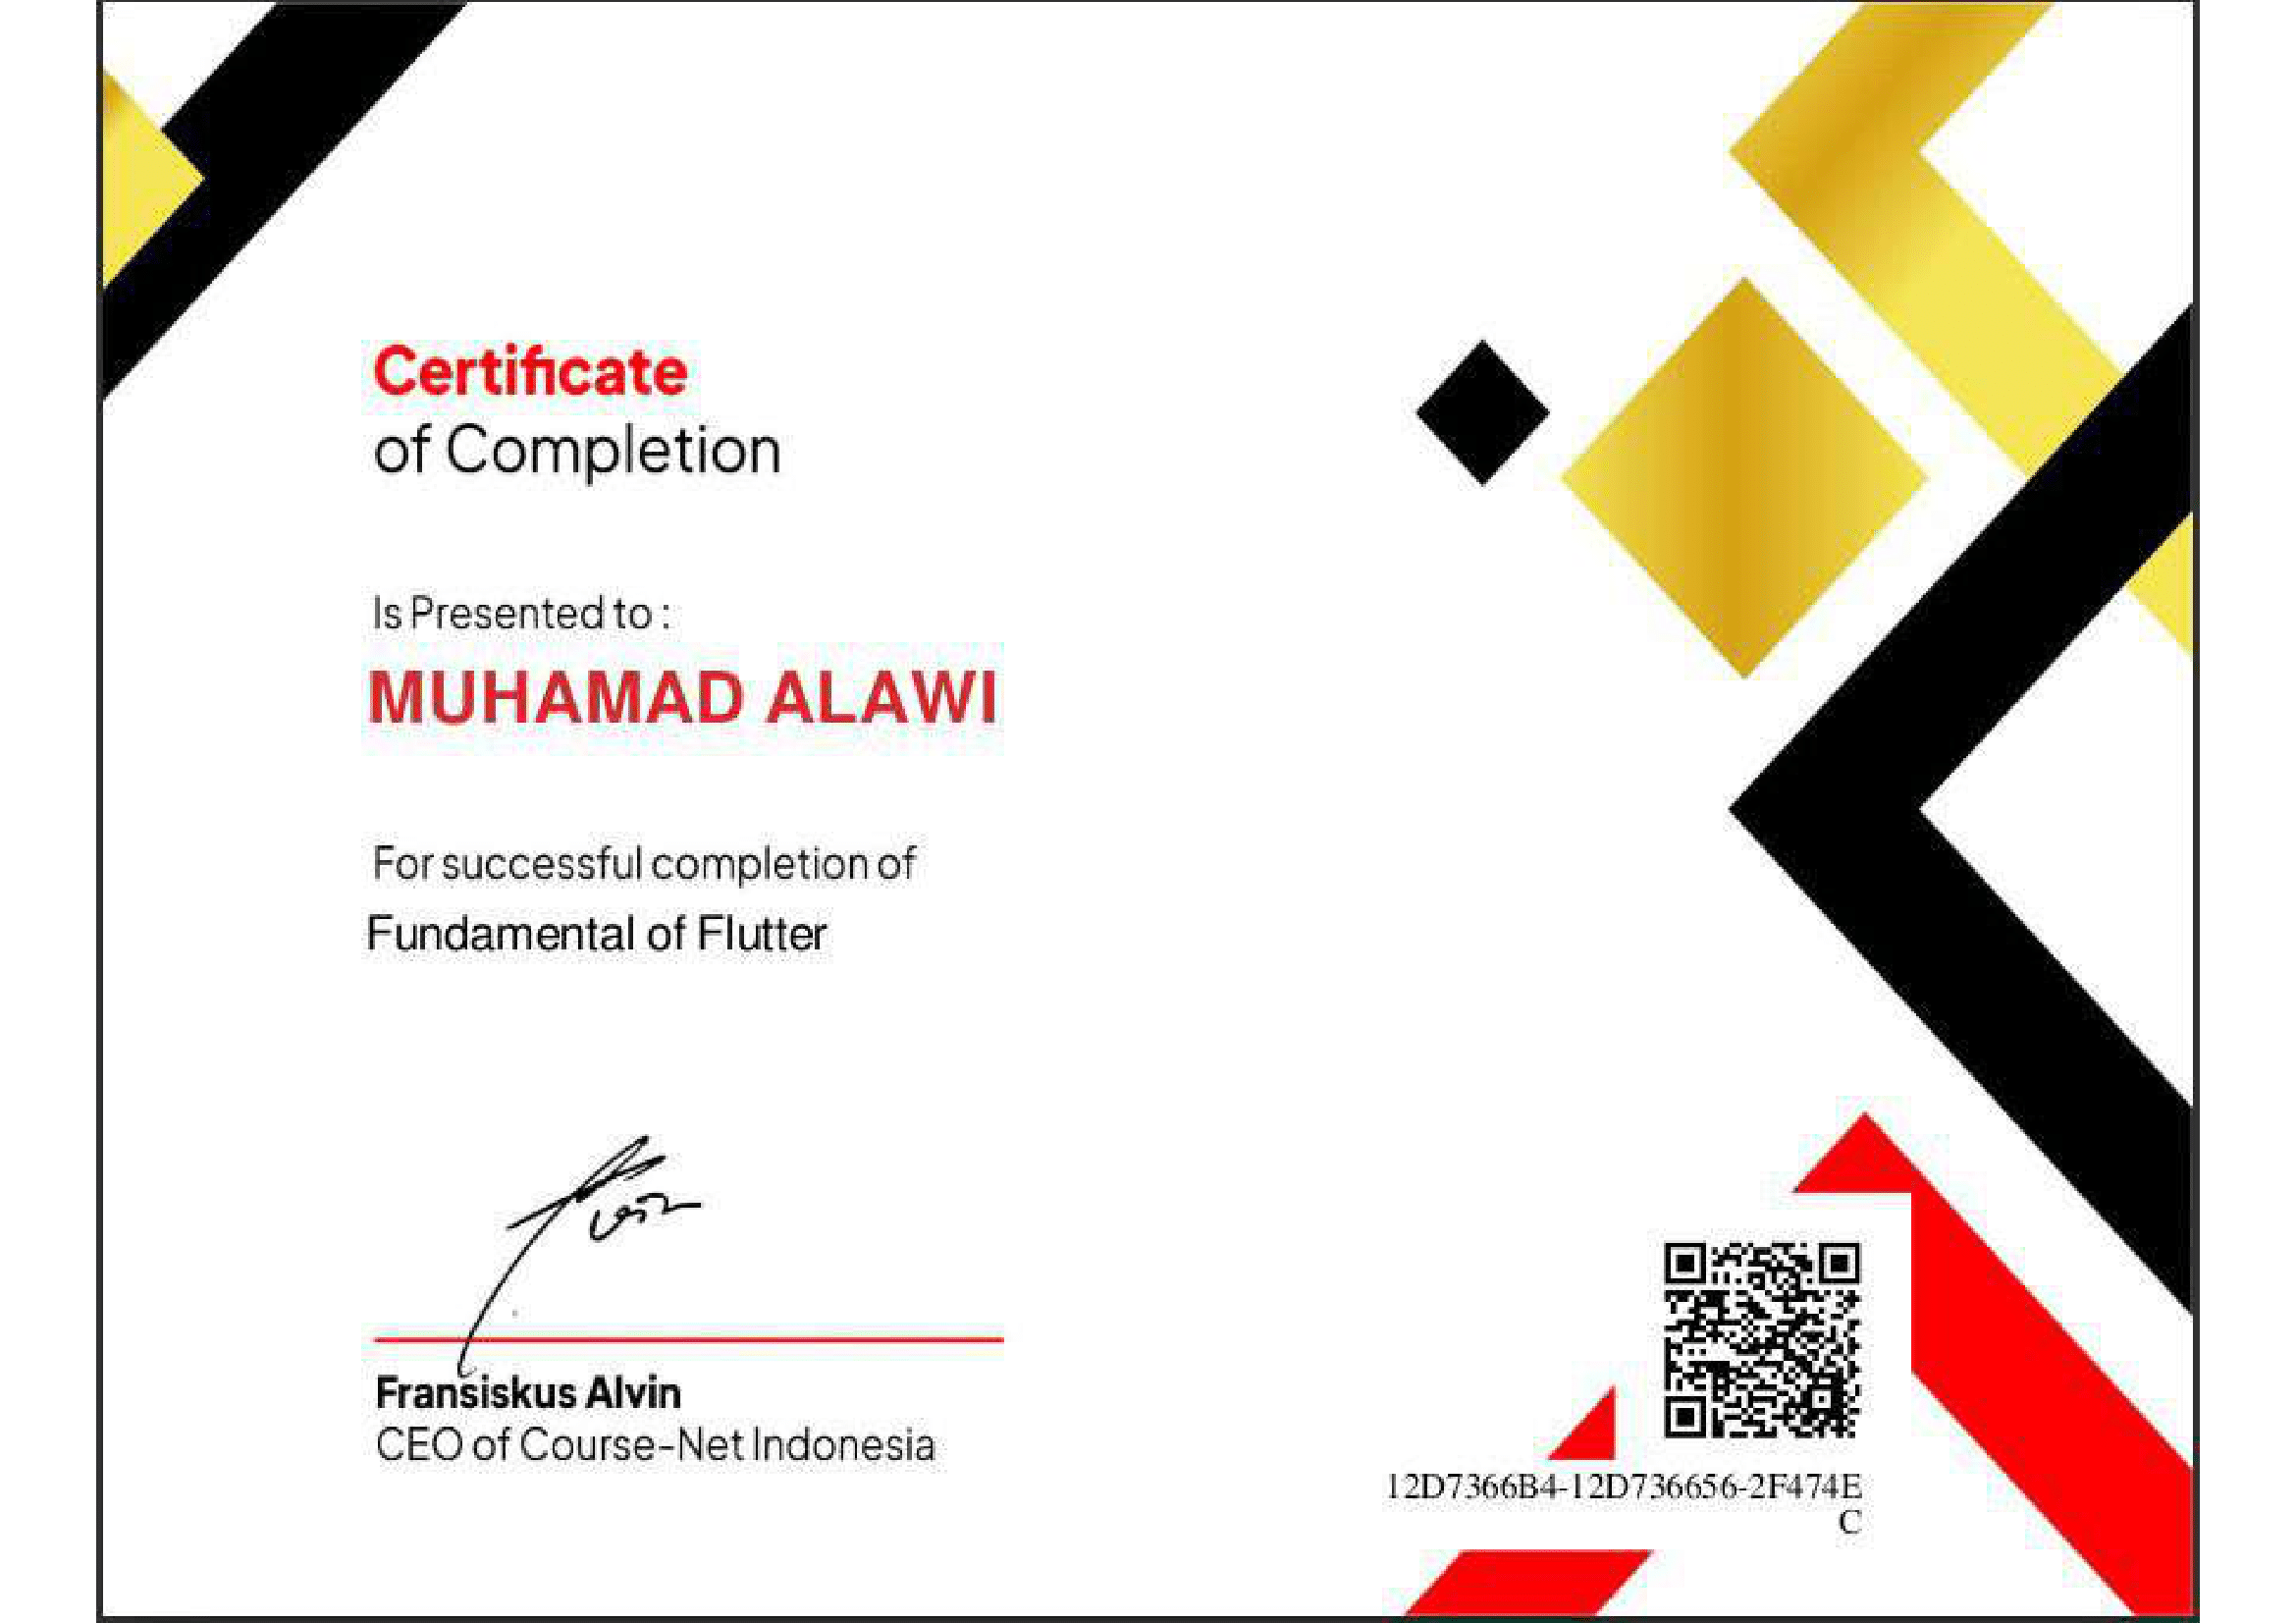 Certificate
of Completion
Is Presented to :
MUHAMAD ALAWI
For successful completion of
Fundamental of Flutter
Fransiskus Alvin
CEO of Course-Net Indonesia
12D7366B4-12D736656-2F474E
C